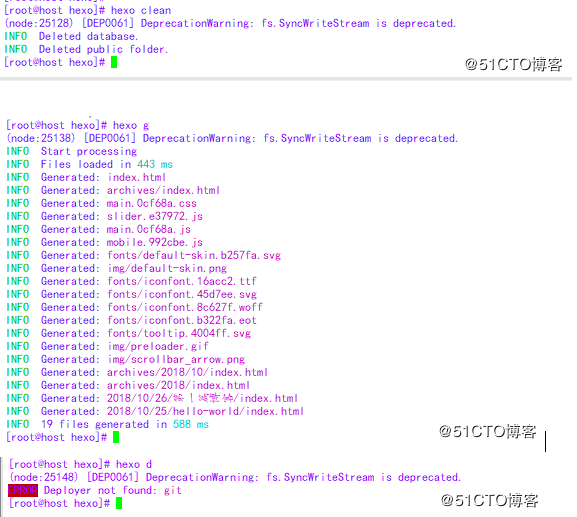 [root@host hexo]# hexo clean
(node:25128) [DEP0061] DeprecationWarning: fs.SyncWriteStream is deprecated.
INFO  Deleted database.
INFO  Deleted public folder.
[root@host hexo]#
@51CTO博客
[root@host hexo]# hexo g
(node:25138) [DEP0061] DeprecationWarning: fs.SyncWriteStream is deprecated.
INFO  Start processing
INFO  Files loaded in 443 ms
INFO  Generated: index.html
INFO  Generated: archives/index.html
INFO  Generated: main.0cf68a.css
INFO  Generated: slider.e37972.js
INFO  Generated: main.0cf68a.js
INFO  Generated: mobile.992cbe.js
INFO  Generated: fonts/default-skin.b257fa.svg
INFO  Generated: img/default-skin.png
INFO  Generated: fonts/iconfont.16acc2.ttf
INFO  Generated: fonts/iconfont.45d7ee.svg
INFO  Generated: fonts/iconfont.8c627f.woff
INFO  Generated: fonts/iconfont.b322fa.eot
INFO  Generated: fonts/tooltip.4004ff.svg
INFO  Generated: img/preloader.gif
INFO  Generated: img/scrollbar_arrow.png
INFO  Generated: archives/2018/10/index.html
INFO  Generated: archives/2018/index.html
INFO  Generated: 2018/10/26/ /index.html
INFO  Generated: 2018/10/25/hello-world/index.html
INFO  19 files generated in 588 ms
[root@host hexo]#
@51CTO博客
[root@host hexo]# hexo d
(node:25148) [DEP0061] DeprecationWarning: fs.SyncWriteStream is deprecated.
Deployer not found: git
[root@host hexo]#
@51CTO博客